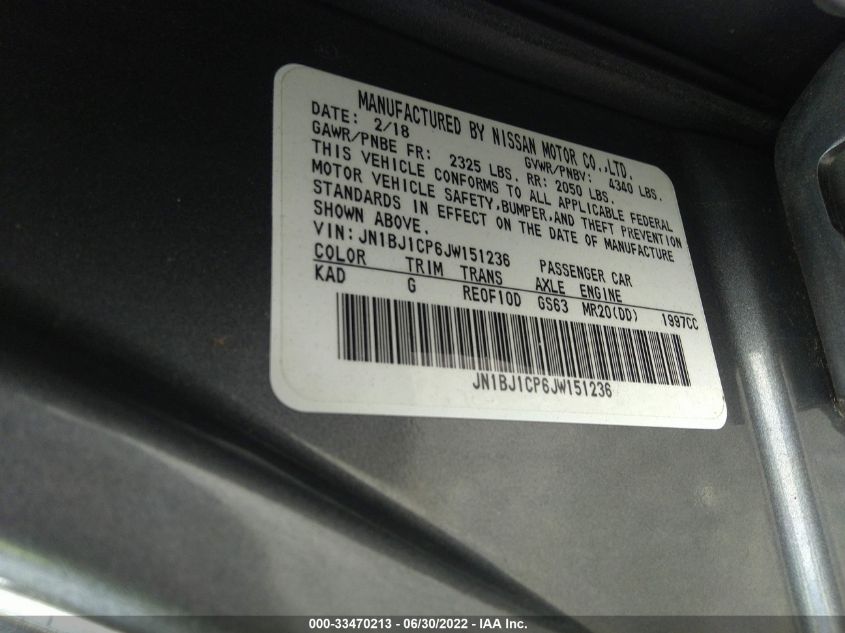 MANUFACTURED BY NISSAN MOTOR CO.,LTD.
DATE: 2/18 GVWR/PNBV: 4340 LBS.
GAWR/PNBE FR: 2325 LBS. RR: 2050 LBS.
THIS VEHICLE CONFORMS TO ALL APPLICABLE FEDERAL
MOTOR VEHICLE SAFETY,BUMPER,AND THEFT PREVENTION
STANDARDS IN EFFECT ON THE DATE OF MANUFACTURE
SHOWN ABOVE.
VIN: JN1BJ1CP6JW151236 PASSENGER CAR
COLOR TRIM TRANS AXLE ENGINE
KAD G RE0F10D GS63 MR20(DD) 1997CC
JN1BJ1CP6JW151236
000-33470213 - 06/30/2022 - IAA Inc.